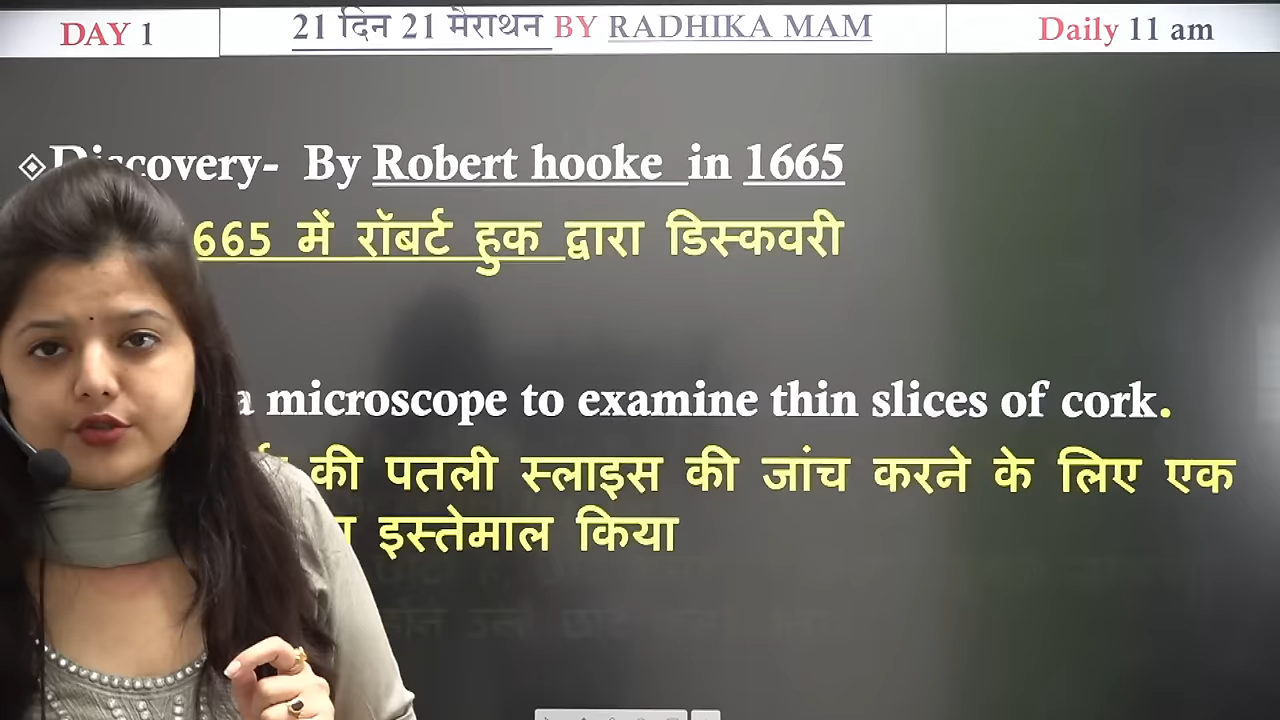 DAY 1
21 दिन 21 मैराथन BY RADHIKA MAM
Daily 11 am
Discovery- By Robert hooke in 1665
665 में रॉबर्ट हुक द्वारा डिस्कवरी
a microscope to examine thin slices of cork.
की पतली स्लाइस की जांच करने के लिए एक
इस्तेमाल किया